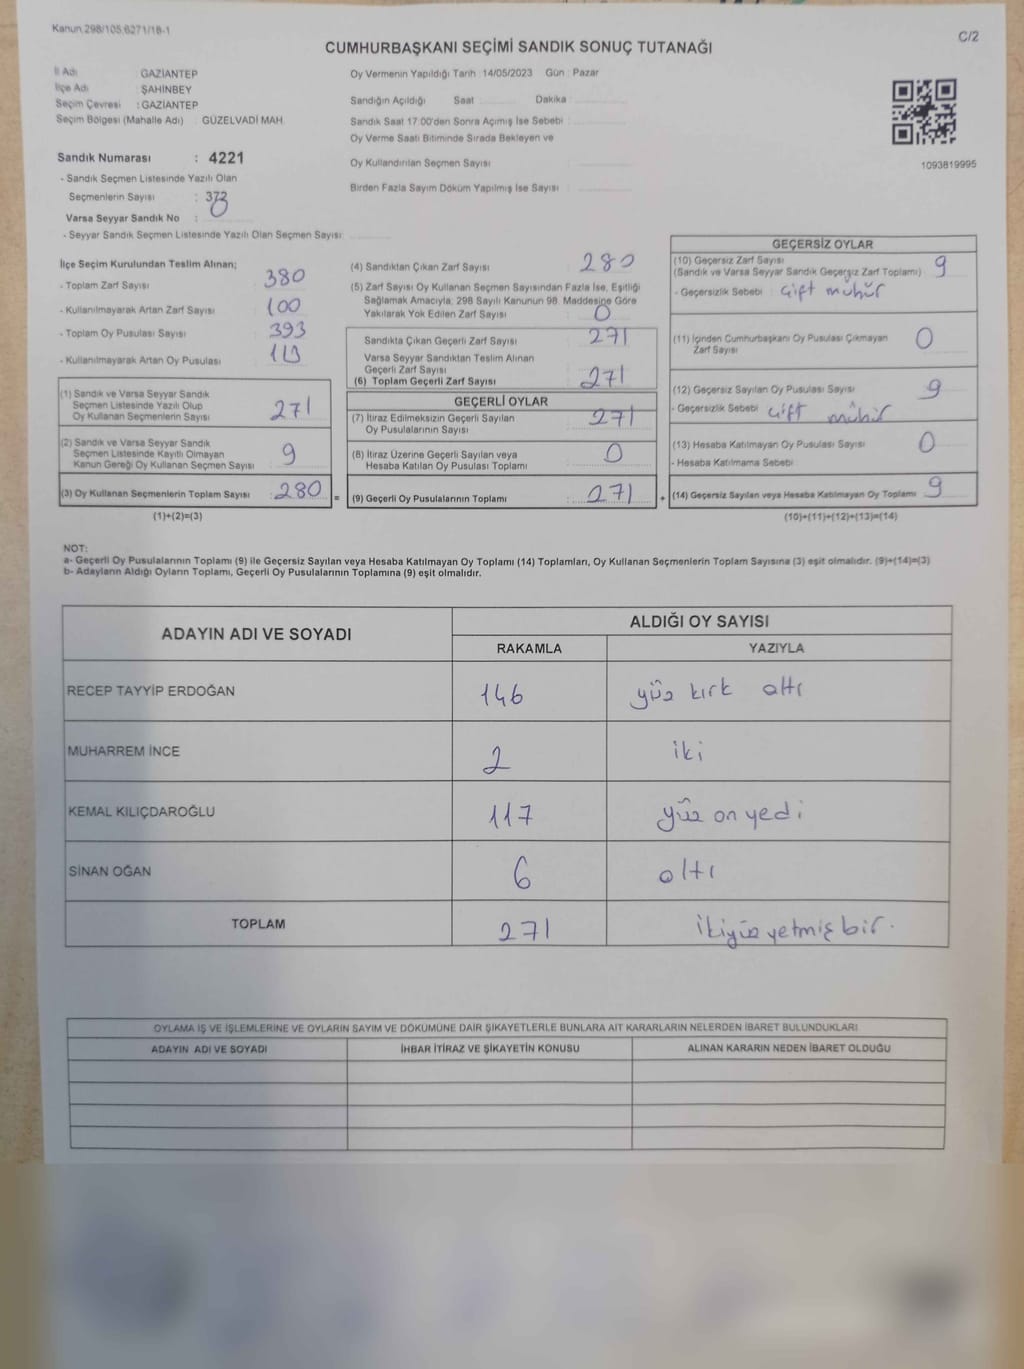 Kanun.298/105,6271/16-1
C/2
CUMHURBAŞKANI SEÇİMİ SANDIK SONUÇ TUTANAĞI
İl Adı : GAZIANTEP
İlçe Adı : ŞAHİNBEY
Seçim Çevresi : GAZIANTEP
Seçim Bölgesi (Mahalle Adı) : GÜZELVADİ MAH.
Sandık Numarası : 4221
- Sandık Seçmen Listesinde Yazılı Olan
Seçmenlerin Sayısı :
Varsa Seyyar Sandık No :
- Seyyar Sandık Seçmen Listesinde Yazılı Olan Seçmen Sayısı:
Oy Vermenin Yapıldığı Tarih :14/05/2023 Gün : Pazar
Sandığın Açıldığı Saat : Dakika :
Sandık Saat 17:00'den Sonra Açımış İse Sebebi :
Oy Verme Saati Bitiminde Sırada Bekleyen ve
Oy Kullandırılan Seçmen Sayısı :
Birden Fazla Sayım Döküm Yapılmış İse Sayısı :
1093819995
İlçe Seçim Kurulundan Teslim Alınan;
- Toplam Zarf Sayısı : 380
- Kullanılmayarak Artan Zarf Sayısı : 100
- Toplam Oy Pusulası Sayısı : 393
- Kullanılmayarak Artan Oy Pusulası :
(1) Sandık ve Varsa Seyyar Sandık
Seçmen Listesinde Yazılı Olup
Oy Kullanan Seçmenlerin Sayısı : 271
(2) Sandık ve Varsa Seyyar Sandık
Seçmen Listesinde Kayıtlı Olmayan
Kanun Gereği Oy Kullanan Seçmen Sayısı : 9
(3) Oy Kullanan Seçmenlerin Toplam Sayısı : 280 =
(1)+(2)=(3)
(4) Sandıktan Çıkan Zarf Sayısı : 280
(5) Zarf Sayısı Oy Kullanan Seçmen Sayısından Fazla İse, Eşitliği
Sağlamak Amacıyla, 298 Sayılı Kanunun 98. Maddesine Göre
Yakılarak Yok Edilen Zarf Sayısı : 0
Sandıkta Çıkan Geçerli Zarf Sayısı : 271
Varsa Seyyar Sandıktan Teslim Alınan
Geçerli Zarf Sayısı :
(6) Toplam Geçerli Zarf Sayısı : 271
GEÇERLİ OYLAR
(7) İtiraz Edilmeksizin Geçerli Sayılan
Oy Pusulalarının Sayısı : 271
(8) İtiraz Üzerine Geçerli Sayılan veya
Hesaba Katılan Oy Pusulası Toplamı : 0
(9) Geçerli Oy Pusulalarının Toplamı : 271 +
GEÇERSİZ OYLAR
(10) Geçersiz Zarf Sayısı : 9
(Sandık ve Varsa Seyyar Sandık Geçersiz Zarf Toplamı)
- Geçersizlik Sebebi : çift mühür
(11) İçinden Cumhurbaşkanı Oy Pusulası Çıkmayan
Zarf Sayısı : 0
(12) Geçersiz Sayılan Oy Pusulası Sayısı : 9
- Geçersizlik Sebebi : çift mühür
(13) Hesaba Katılmayan Oy Pusulası Sayısı : 0
- Hesaba Katılmama Sebebi
(14) Geçersiz Sayılan veya Hesaba Katılmayan Oy Toplamı : 9
(10)+(11)+(12)+(13)=(14)
NOT:
a- Geçerli Oy Pusulalarının Toplamı (9) ile Geçersiz Sayılan veya Hesaba Katılmayan Oy Toplamı (14) Toplamları, Oy Kullanan Seçmenlerin Toplam Sayısına (3) eşit olmalıdır. (9)+(14)=(3)
b- Adayların Aldığı Oyların Toplamı, Geçerli Oy Pusulalarının Toplamına (9) eşit olmalıdır.
ADAYIN ADI VE SOYADI ALDIĞI OY SAYISI
RAKAMLA YAZIYLA
RECEP TAYYİP ERDOĞAN 146 yüz kırk altı
MUHARREM İNCE 2 iki
KEMAL KILIÇDAROĞLU 117 yüz on yedi
SİNAN OĞAN 6 altı
TOPLAM 271 ikiyüz yetmiş bir.
OYLAMA İŞ VE İŞLEMLERİNE VE OYLARIN SAYIM VE DÖKÜMÜNE DAİR ŞİKAYETLERLE BUNLARA AİT KARARLARIN NELERDEN İBARET BULUNDUKLARI
ADAYIN ADI VE SOYADI İHBAR İTİRAZ VE ŞİKAYETİN KONUSU ALINAN KARARIN NEDEN İBARET OLDUĞU